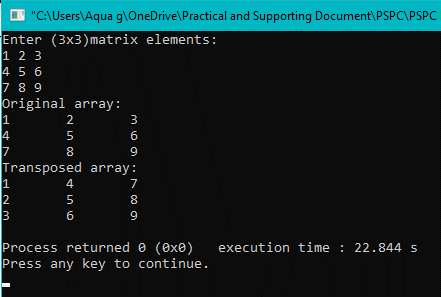 "C:\Users\Aqua g\OneDrive\Practical and Supporting Document\PSPC\PSPC
Enter (3x3)matrix elements:
1 2 3
4 5 6
7 8 9
Original array:
1 2 3
4 5 6
7 8 9
Transposed array:
1 4 7
2 5 8
3 6 9
Process returned 0 (0x0) execution time : 22.844 s
Press any key to continue.